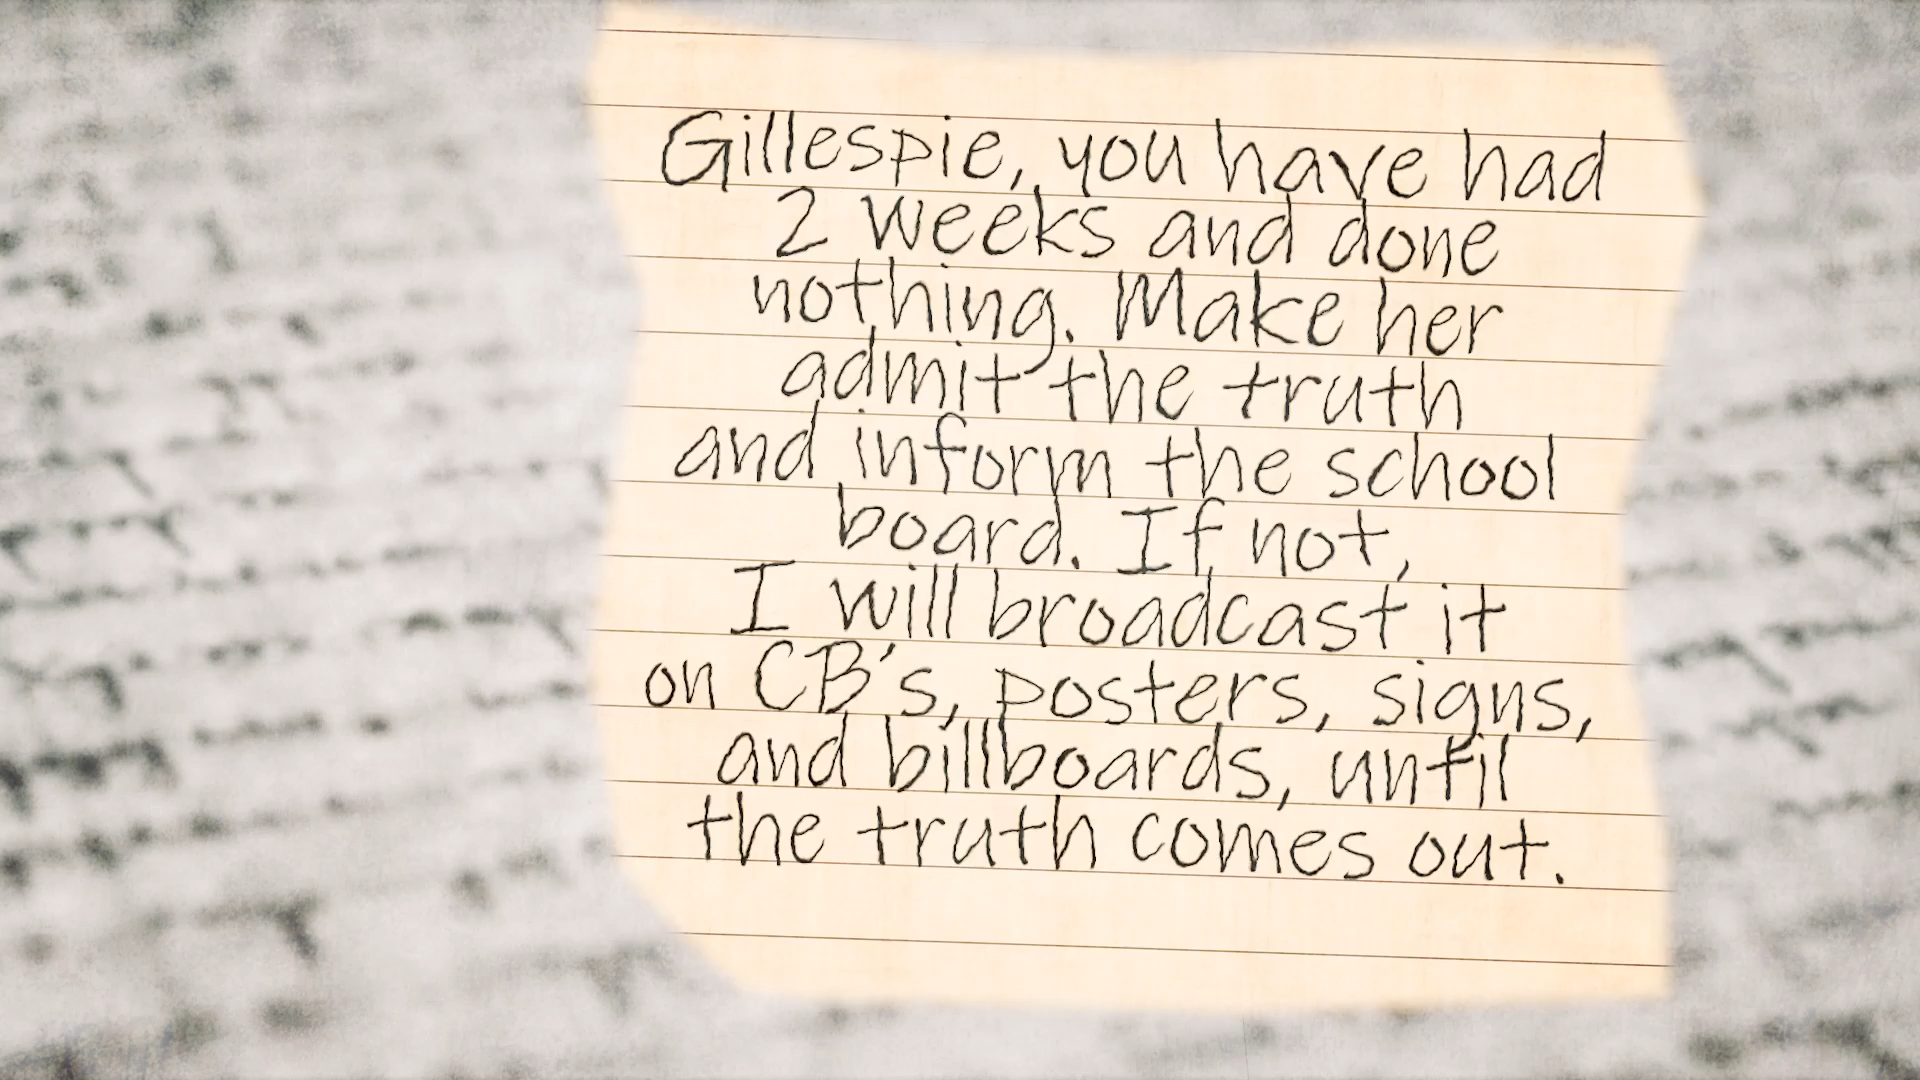 Gillespie, you have had
2 weeks and done
nothing. Make her
admit the truth
and inform the school
board. If not,
I will broadcast it
on CB's, posters, signs,
and billboards, until
the truth comes out.